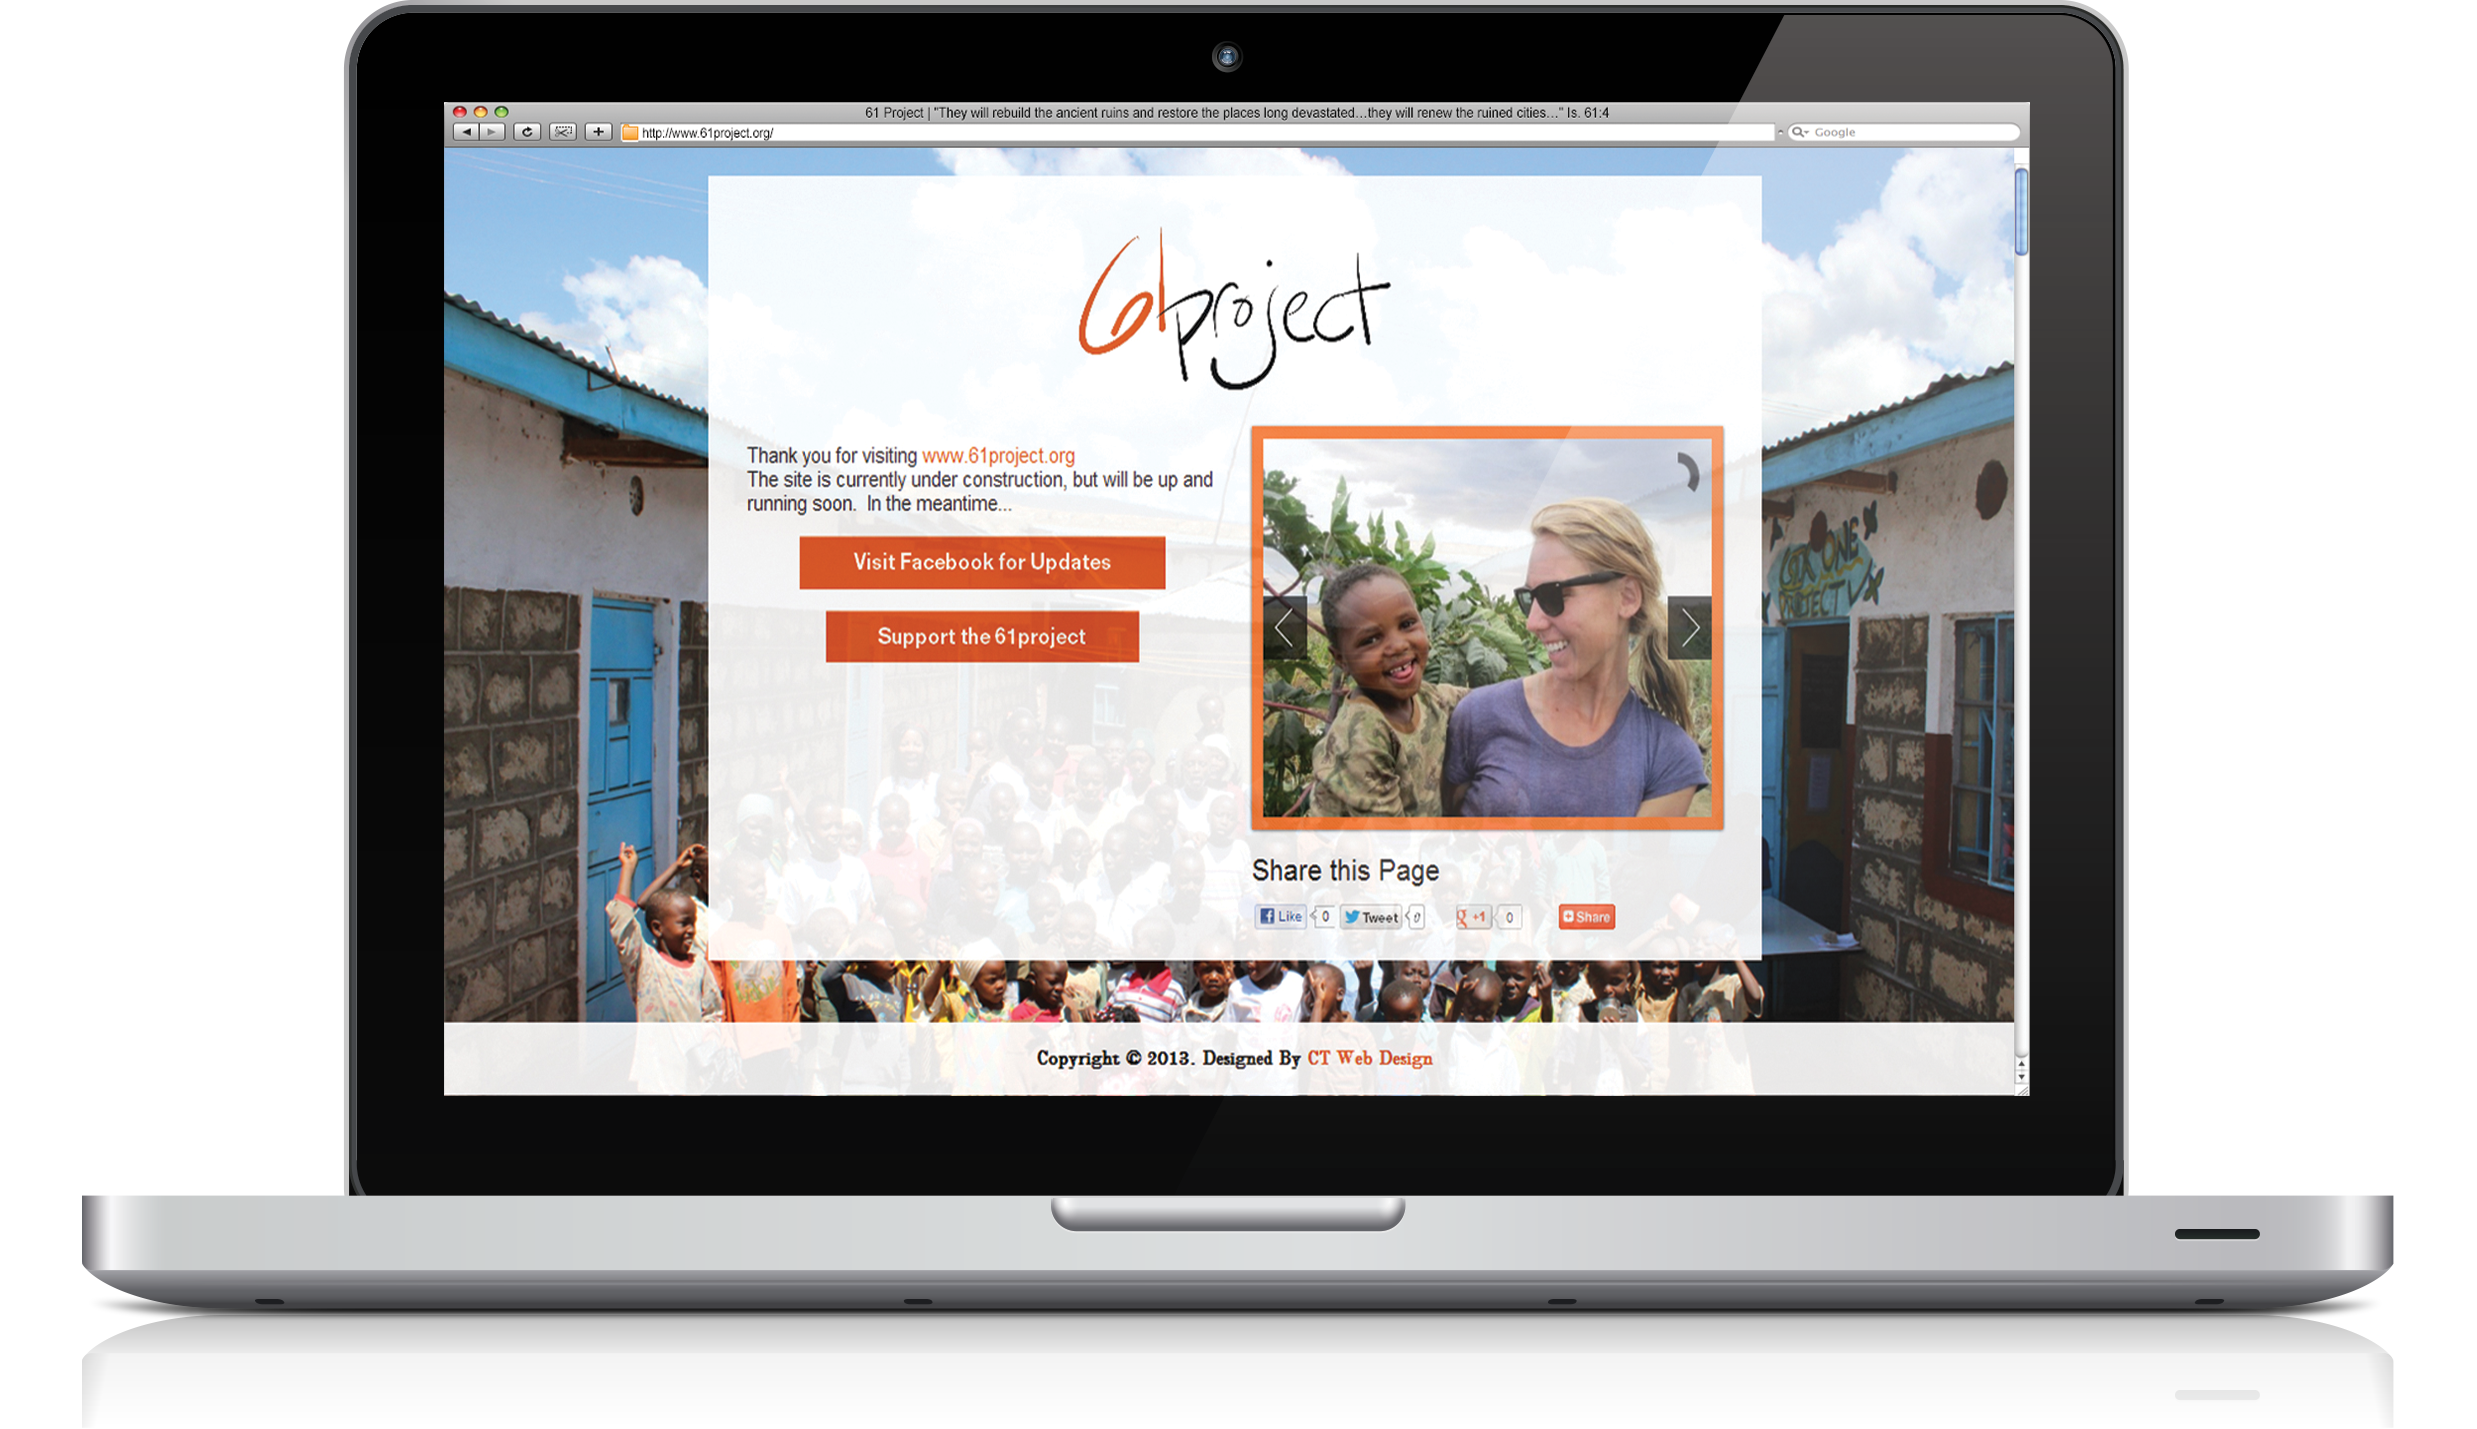 61 Project | "They will rebuild the ancient ruins and restore the places long devastated...they will renew the ruined cities..." Is. 61:4
http://www.61project.org/
Google
61project
Thank you for visiting www.61project.org
The site is currently under construction, but will be up and
running soon. In the meantime...
Visit Facebook for Updates
Support the 61project
SIX ONE
PROJECT
Share this Page
Like 0 Tweet 0 +1 0 Share
Copyright © 2013. Designed By CT Web Design